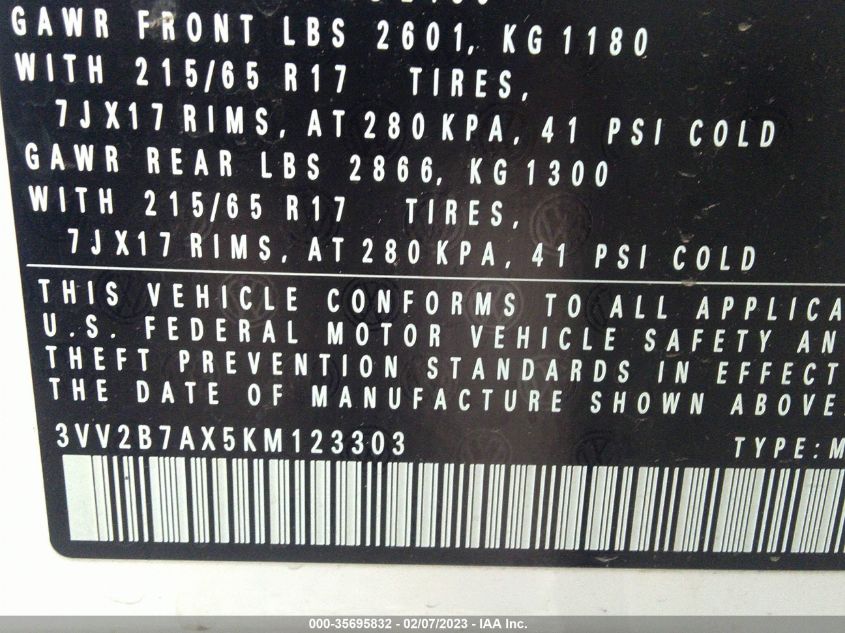 GAWR FRONT LBS 2601, KG 1180
WITH 215/65 R17 TIRES,
7JX17 RIMS, AT 280 KPA, 41 PSI COLD
GAWR REAR LBS 2866, KG 1300
WITH 215/65 R17 TIRES,
7JX17 RIMS, AT 280 KPA, 41 PSI COLD
THIS VEHICLE CONFORMS TO ALL APPLICA
U.S. FEDERAL MOTOR VEHICLE SAFETY AN
THEFT PREVENTION STANDARDS IN EFFECT
THE DATE OF MANUFACTURE SHOWN ABOVE.
3VV2B7AX5KM123303 TYPE:M
000-35695832 - 02/07/2023 - IAA Inc.